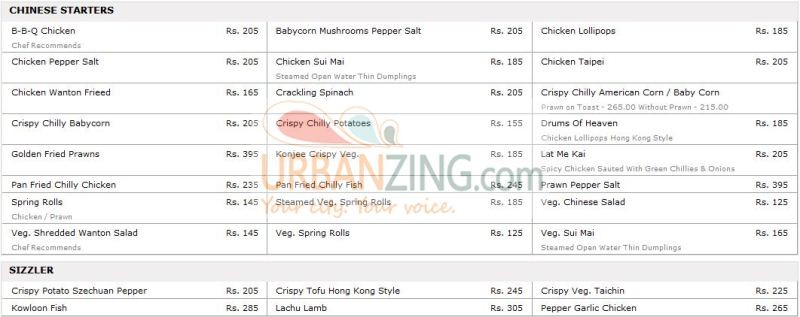 CHINESE STARTERS
B-B-Q Chicken Rs. 205 Babycorn Mushrooms Pepper Salt Rs. 205 Chicken Lollipops Rs. 185
Chef Recommends
Chicken Pepper Salt Rs. 205 Chicken Sui Mai Rs. 185 Chicken Taipei Rs. 205
Steamed Open Water Thin Dumplings
Chicken Wanton Frieed Rs. 165 Crackling Spinach Rs. 205 Crispy Chilly American Corn / Baby Corn
Prawn on Toast - 265.00 Without Prawn - 215.00
Crispy Chilly Babycorn Rs. 205 Crispy Chilly Potatoes Rs. 155 Drums Of Heaven Rs. 185
Chicken Lollipops Hong Kong Style
Golden Fried Prawns Rs. 395 Konjee Crispy Veg. Rs. 185 Lat Me Kai Rs. 205
Spicy Chicken Sauted With Green Chillies & Onions
URBANZING.com
Pan Fried Chilly Chicken Rs. 235 Pan Fried Chilly Fish Rs. 245 Prawn Pepper Salt Rs. 395
Spring Rolls Rs. 145 Steamed Veg. Spring Rolls Rs. 185 Veg. Chinese Salad Rs. 125
Your city. Your voice.
Chicken / Prawn
Veg. Shredded Wanton Salad Rs. 145 Veg. Spring Rolls Rs. 125 Veg. Sui Mai Rs. 165
Chef Recommends Steamed Open Water Thin Dumplings
SIZZLER
Crispy Potato Szechuan Pepper Rs. 205 Crispy Tofu Hong Kong Style Rs. 245 Crispy Veg. Taichin Rs. 225
Kowloon Fish Rs. 285 Lachu Lamb Rs. 305 Pepper Garlic Chicken Rs. 265